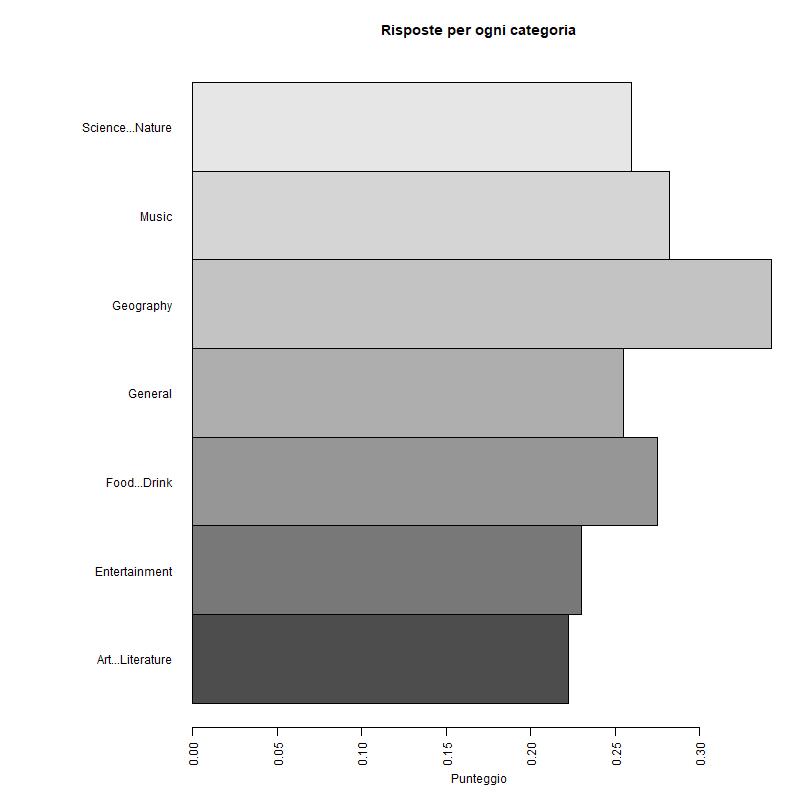 Risposte per ogni categoria
Science...Nature
Music
Geography
General
Food...Drink
Entertainment
Art...Literature
0.00 0.05 0.10 0.15 0.20 0.25 0.30
Punteggio